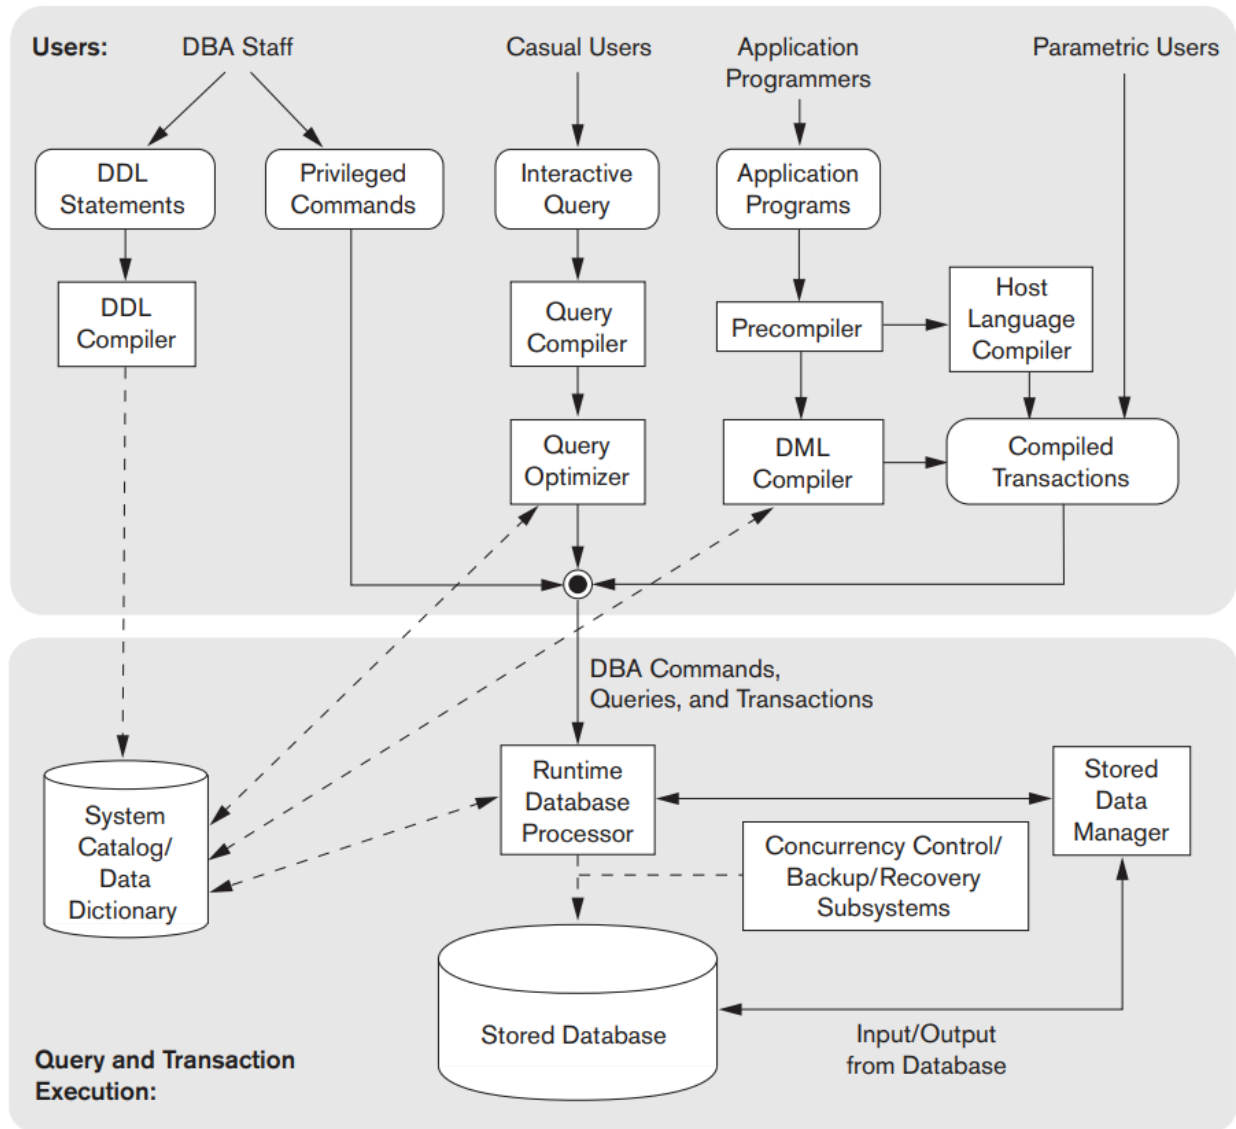 Users:
DBA Staff
Casual Users
Application
Programmers
Parametric Users
DDL
Statements
Privileged
Commands
Interactive
Query
Application
Programs
DDL
Compiler
Query
Compiler
Precompiler
Host
Language
Compiler
Query
Optimizer
DML
Compiler
Compiled
Transactions
DBA Commands,
Queries, and Transactions
System
Catalog/
Data
Dictionary
Runtime
Database
Processor
Stored
Data
Manager
Concurrency Control/
Backup/Recovery
Subsystems
Stored Database
Input/Output
from Database
Query and Transaction
Execution: